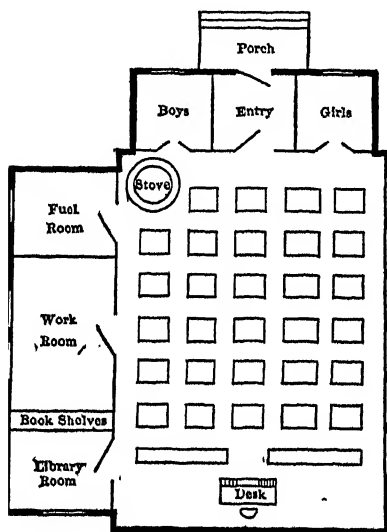 Porch
Boys
Entry
Girls
Stove
Fuel
Room
Work
Room
Book Shelves
Library
Room
Desk